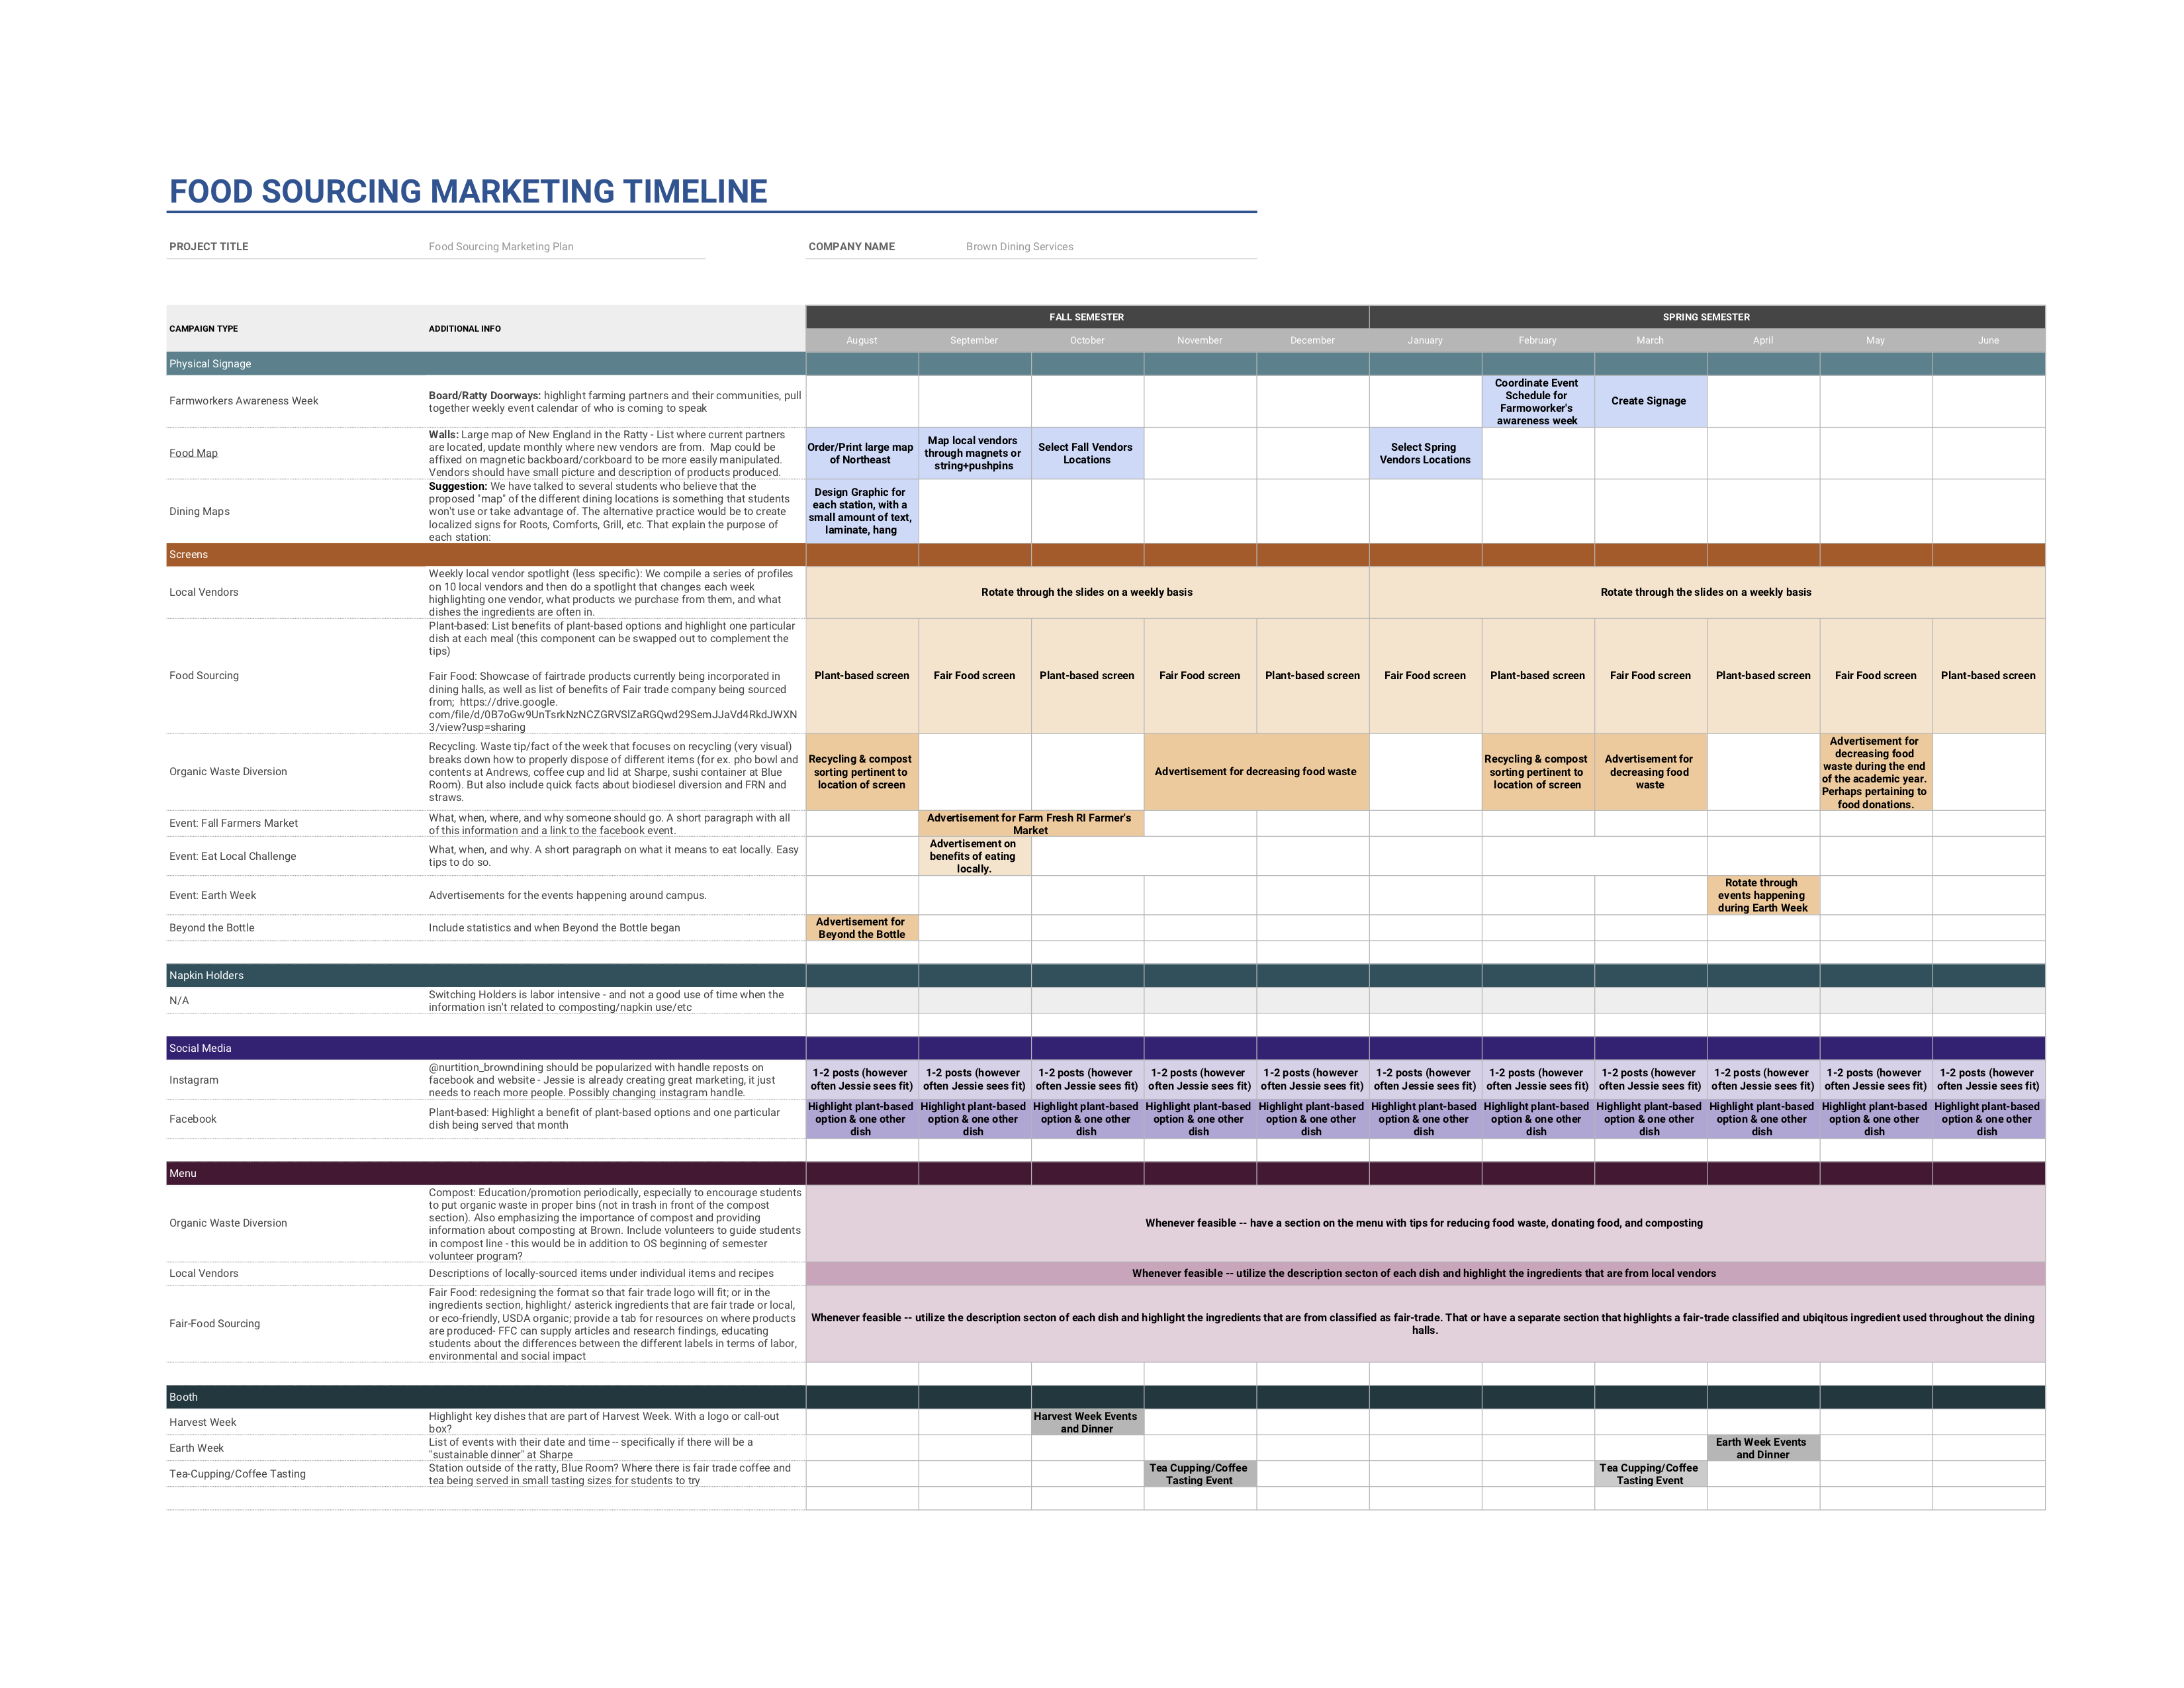 FOOD SOURCING MARKETING TIMELINE
PROJECT TITLE Food Sourcing Marketing Plan COMPANY NAME Brown Dining Services
CAMPAIGN TYPE ADDITIONAL INFO FALL SEMESTER SPRING SEMESTER
August September October November December January February March April May June
Physical Signage
Farmworkers Awareness Week
Board/Ratty Doorways: highlight farming partners and their communities, pull
together weekly event calendar of who is coming to speak
Coordinate Event
Schedule for
Farmoworker's
awareness week
Create Signage
Food Map
Walls: Large map of New England in the Ratty - List where current partners
are located, update monthly where new vendors are from. Map could be
affixed on magnetic backboard/corkboard to be more easily manipulated.
Vendors should have small picture and description of products produced.
Order/Print large map
of Northeast
Map local vendors
through magnets or
string+pushpins
Select Fall Vendors
Locations
Select Spring
Vendors Locations
Dining Maps
Suggestion: We have talked to several students who believe that the
proposed "map" of the different dining locations is something that students
won't use or take advantage of. The alternative practice would be to create
localized signs for Roots, Comforts, Grill, etc. That explain the purpose of
each station:
Design Graphic for
each station, with a
small amount of text,
laminate, hang
Screens
Local Vendors
Weekly local vendor spotlight (less specific): We compile a series of profiles
on 10 local vendors and then do a spotlight that changes each week
highlighting one vendor, what products we purchase from them, and what
dishes the ingredients are often in.
Rotate through the slides on a weekly basis
Rotate through the slides on a weekly basis
Food Sourcing
Plant-based: List benefits of plant-based options and highlight one particular
dish at each meal (this component can be swapped out to complement the
tips)
Fair Food: Showcase of fairtrade products currently being incorporated in
dining halls, as well as list of benefits of Fair trade company being sourced
from; https://drive.google.
com/file/d/0B7oGw9UnTsrkNzNCZGRVSlZaRGQwd29SemJJaVd4RkdJWXN
3/view?usp=sharing
Plant-based screen Fair Food screen Plant-based screen Fair Food screen Plant-based screen Fair Food screen Plant-based screen Fair Food screen Plant-based screen Fair Food screen Plant-based screen
Organic Waste Diversion
Recycling. Waste tip/fact of the week that focuses on recycling (very visual)
breaks down how to properly dispose of different items (for ex. pho bowl and
contents at Andrews, coffee cup and lid at Sharpe, sushi container at Blue
Room). But also include quick facts about biodiesel diversion and FRN and
straws.
Recycling & compost
sorting pertinent to
location of screen
Advertisement for decreasing food waste
Recycling & compost
sorting pertinent to
location of screen
Advertisement for
decreasing food
waste
Advertisement for
decreasing food
waste during the end
of the academic year.
Perhaps pertaining to
food donations.
Event: Fall Farmers Market
What, when, where, and why someone should go. A short paragraph with all
of this information and a link to the facebook event.
Advertisement for Farm Fresh RI Farmer's
Market
Event: Eat Local Challenge
What, when, and why. A short paragraph on what it means to eat locally. Easy
tips to do so.
Advertisement on
benefits of eating
locally.
Event: Earth Week
Advertisements for the events happening around campus.
Rotate through
events happening
during Earth Week
Beyond the Bottle
Include statistics and when Beyond the Bottle began
Advertisement for
Beyond the Bottle
Napkin Holders
N/A
Switching Holders is labor intensive - and not a good use of time when the
information isn't related to composting/napkin use/etc
Social Media
Instagram
@nurtition_browndining should be popularized with handle reposts on
facebook and website - Jessie is already creating great marketing, it just
needs to reach more people. Possibly changing instagram handle.
1-2 posts (however 1-2 posts (however 1-2 posts (however 1-2 posts (however 1-2 posts (however 1-2 posts (however 1-2 posts (however 1-2 posts (however 1-2 posts (however 1-2 posts (however 1-2 posts (however
often Jessie sees fit) often Jessie sees fit) often Jessie sees fit) often Jessie sees fit) often Jessie sees fit) often Jessie sees fit) often Jessie sees fit) often Jessie sees fit) often Jessie sees fit) often Jessie sees fit) often Jessie sees fit)
Facebook
Plant-based: Highlight a benefit of plant-based options and one particular
dish being served that month
Highlight plant-based Highlight plant-based Highlight plant-based Highlight plant-based Highlight plant-based Highlight plant-based Highlight plant-based Highlight plant-based Highlight plant-based Highlight plant-based Highlight plant-based
option & one other option & one other option & one other option & one other option & one other option & one other option & one other option & one other option & one other option & one other option & one other
dish dish dish dish dish dish dish dish dish dish dish
Menu
Organic Waste Diversion
Compost: Education/promotion periodically, especially to encourage students
to put organic waste in proper bins (not in trash in front of the compost
section). Also emphasizing the importance of compost and providing
information about composting at Brown. Include volunteers to guide students
in compost line - this would be in addition to OS beginning of semester
volunteer program?
Whenever feasible -- have a section on the menu with tips for reducing food waste, donating food, and composting
Local Vendors
Descriptions of locally-sourced items under individual items and recipes
Whenever feasible -- utilize the description secton of each dish and highlight the ingredients that are from local vendors
Fair-Food Sourcing
Fair Food: redesigning the format so that fair trade logo will fit; or in the
ingredients section, highlight/ asterick ingredients that are fair trade or local,
or eco-friendly, USDA organic; provide a tab for resources on where products
are produced- FFC can supply articles and research findings, educating
students about the differences between the different labels in terms of labor,
environmental and social impact
Whenever feasible -- utilize the description secton of each dish and highlight the ingredients that are from classified as fair-trade. That or have a separate section that highlights a fair-trade classified and ubiqitous ingredient used throughout the dining
halls.
Booth
Harvest Week
Highlight key dishes that are part of Harvest Week. With a logo or call-out
box?
Harvest Week Events
and Dinner
Earth Week
List of events with their date and time -- specifically if there will be a
"sustainable dinner" at Sharpe
Earth Week Events
and Dinner
Tea-Cupping/Coffee Tasting
Station outside of the ratty, Blue Room? Where there is fair trade coffee and
tea being served in small tasting sizes for students to try
Tea Cupping/Coffee
Tasting Event
Tea Cupping/Coffee
Tasting Event